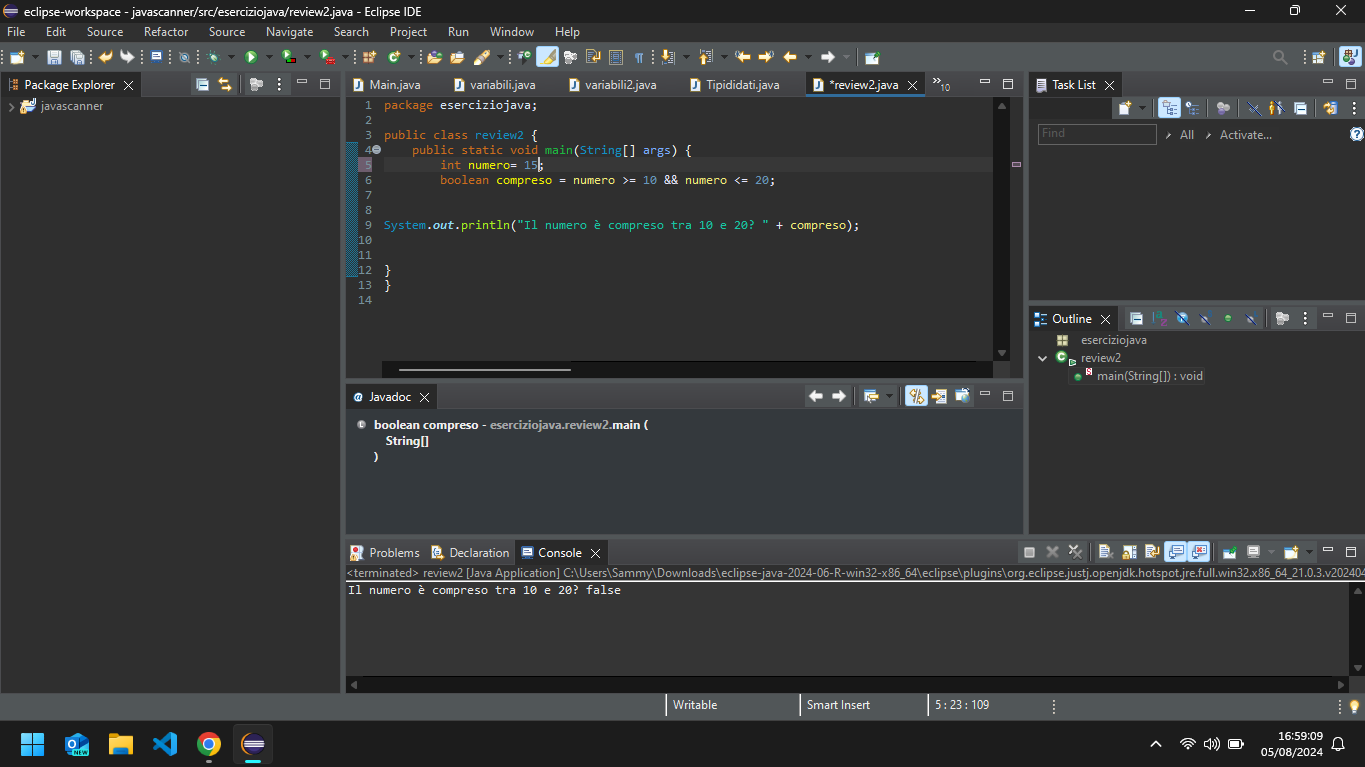 eclipse-workspace - javascanner/src/eserciziojava/review2.java - Eclipse IDE
File Edit Source Refactor Source Navigate Search Project Run Window Help
Package Explorer
javascanner
Main.java variabili.java variabili2.java Tipididati.java *review2.java »10
1 package eserciziojava;
2
3 public class review2 {
4 public static void main(String[] args) {
5 int numero= 15;
6 boolean compreso = numero >= 10 && numero <= 20;
7
8
9 System.out.println("Il numero è compreso tra 10 e 20? " + compreso);
10
11
12 }
13 }
14
Task List
Find All Activate...
Outline
eserciziojava
review2
main(String[]) : void
Javadoc
boolean compreso - eserciziojava.review2.main (
String[]
)
Problems Declaration Console
<terminated> review2 [Java Application] C:\Users\Sammy\Downloads\eclipse-java-2024-06-R-win32-x86_64\eclipse\plugins\org.eclipse.justj.openjdk.hotspot.jre.full.win32.x86_64_21.0.3.v202404
Il numero è compreso tra 10 e 20? false
Writable Smart Insert 5 : 23 : 109
NEW
16:59:09
05/08/2024